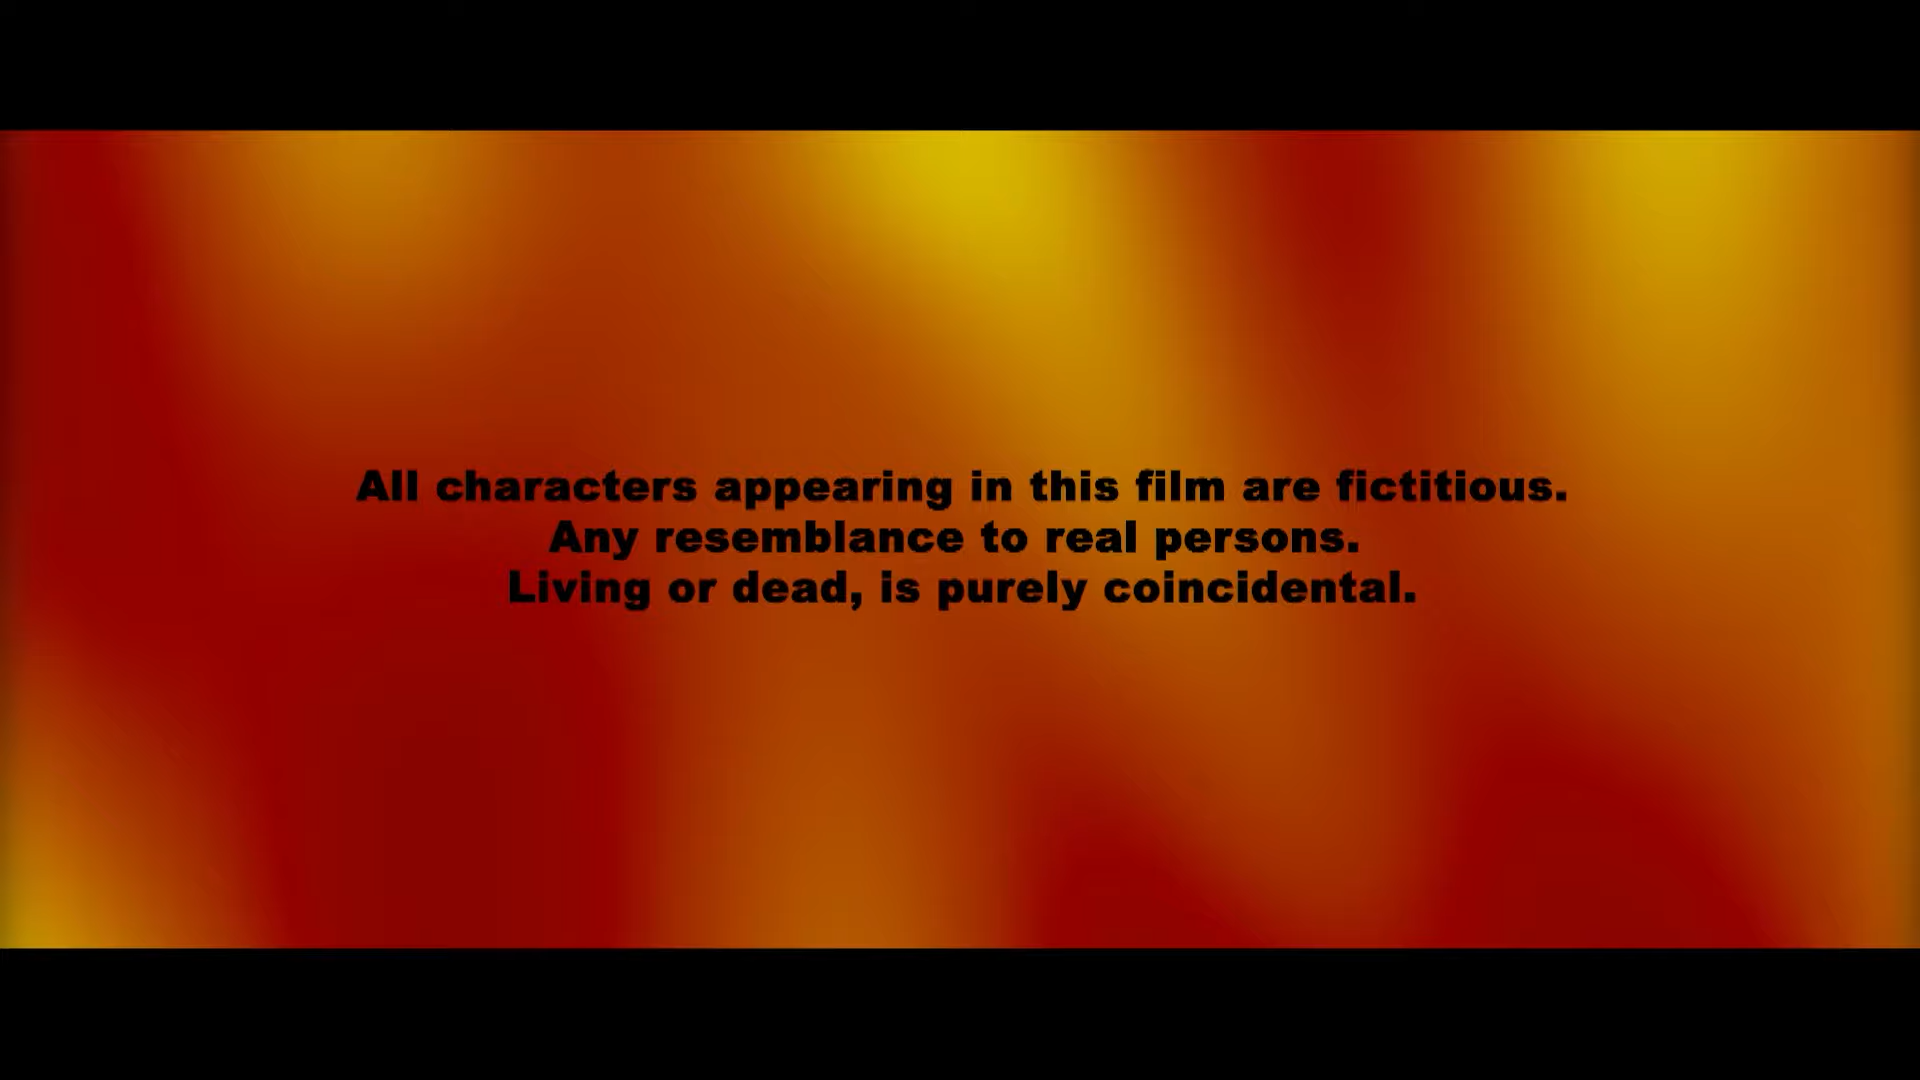 All characters appearing in this film are fictitious.
Any resemblance to real persons.
Living or dead, is purely coincidental.